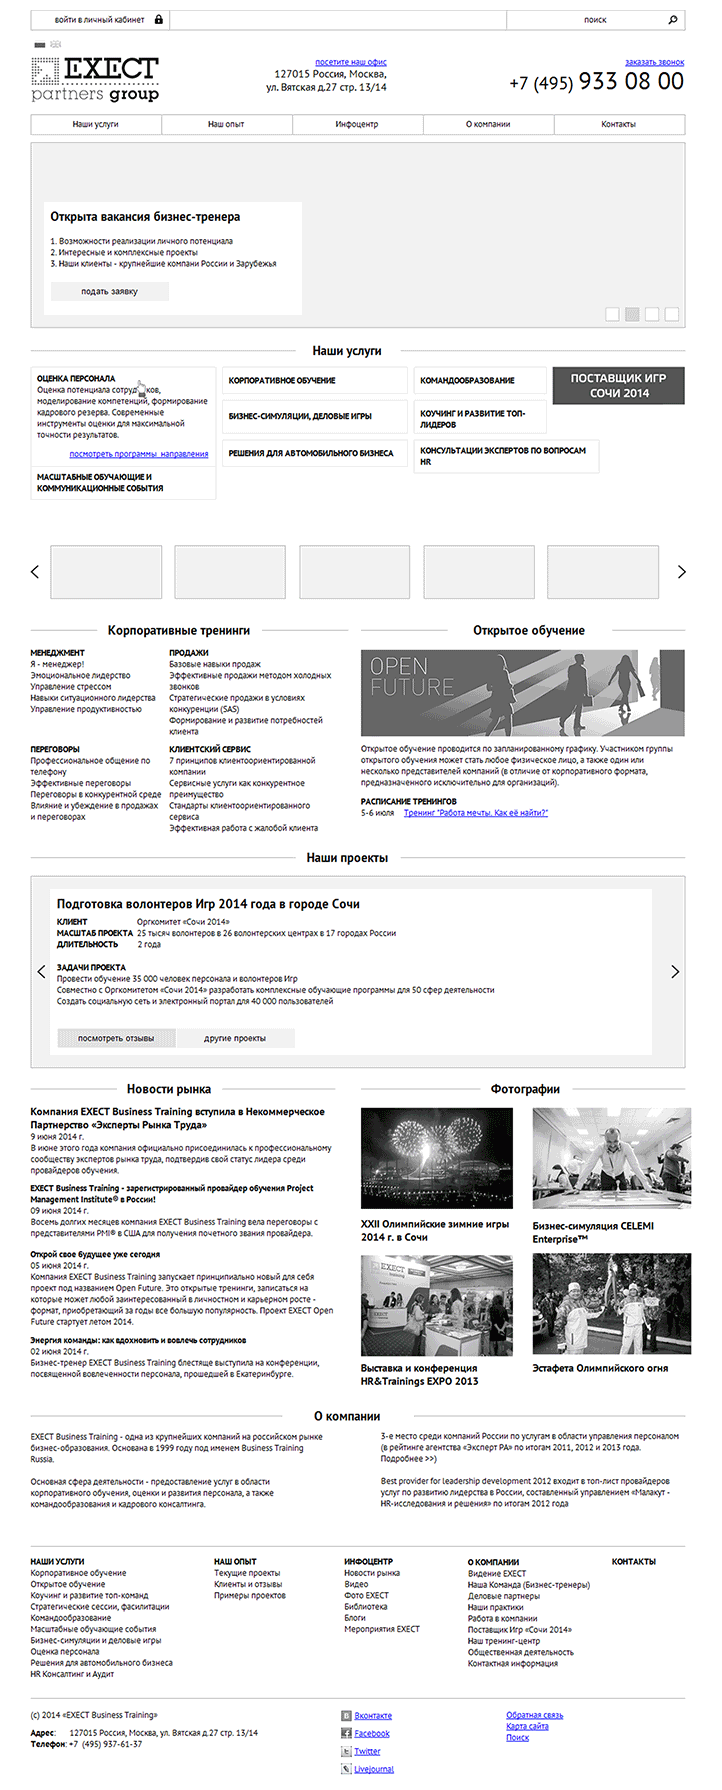 войти в личный кабинет
поиск
EXECT
partners group
посетите наш офис
127015 Россия, Москва,
ул. Вятская д.27 стр. 13/14
заказать звонок
+7 (495) 933 08 00
Наши услуги
Наш опыт
Инфоцентр
О компании
Контакты
Открыта вакансия бизнес-тренера
1. Возможности реализации личного потенциала
2. Интересные и комплексные проекты
3. Наши клиенты - крупнейшие компани России и Зарубежья
подать заявку
Наши услуги
ОЦЕНКА ПЕРСОНАЛА
Оценка потенциала сотрудников,
моделирование компетенций, формирование
кадрового резерва. Современные
инструменты оценки для максимальной
точности результатов.
посмотреть программы направления
МАСШТАБНЫЕ ОБУЧАЮЩИЕ И
КОММУНИКАЦИОННЫЕ СОБЫТИЯ
КОРПОРАТИВНОЕ ОБУЧЕНИЕ
БИЗНЕС-СИМУЛЯЦИИ, ДЕЛОВЫЕ ИГРЫ
РЕШЕНИЯ ДЛЯ АВТОМОБИЛЬНОГО БИЗНЕСА
КОМАНДООБРАЗОВАНИЕ
КОУЧИНГ И РАЗВИТИЕ ТОП-
ЛИДЕРОВ
КОНСУЛЬТАЦИИ ЭКСПЕРТОВ ПО ВОПРОСАМ
HR
ПОСТАВЩИК ИГР
СОЧИ 2014
Корпоративные тренинги
МЕНЕДЖМЕНТ
Я - менеджер!
Эмоциональное лидерство
Управление стрессом
Навыки ситуационного лидерства
Управление продуктивностью
ПРОДАЖИ
Базовые навыки продаж
Эффективные продажи методом холодных
звонков
Стратегические продажи в условиях
конкуренции (SAS)
Формирование и развитие потребностей
клиента
ПЕРЕГОВОРЫ
Профессиональное общение по
телефону
Эффективные переговоры
Переговоры в конкурентной среде
Влияние и убеждение в продажах
и переговорах
КЛИЕНТСКИЙ СЕРВИС
7 принципов клиентоориентированной
компании
Сервисные услуги как конкурентное
преимущество
Стандарты клиентоориентированного
сервиса
Эффективная работа с жалобой клиента
Открытое обучение
OPEN
FUTURE
Открытое обучение проводится по запланированному графику. Участником группы
открытого обучения может стать любое физическое лицо, а также один или
несколько представителей компаний (в отличие от корпоративного формата,
предназначенного исключительно для организаций).
РАСПИСАНИЕ ТРЕНИНГОВ
5-6 июля Тренинг "Работа мечты. Как её найти?"
Наши проекты
Подготовка волонтеров Игр 2014 года в городе Сочи
КЛИЕНТ Оргкомитет «Сочи 2014»
МАСШТАБ ПРОЕКТА 25 тысяч волонтеров в 26 волонтерских центрах в 17 городах России
ДЛИТЕЛЬНОСТЬ 2 года
ЗАДАЧИ ПРОЕКТА
Провести обучение 35 000 человек персонала и волонтеров Игр
Совместно с Оргкомитетом «Сочи 2014» разработать комплексные обучающие программы для 50 сфер деятельности
Создать социальную сеть и электронный портал для 40 000 пользователей
посмотреть отзывы
другие проекты
Новости рынка
Компания EXECT Business Training вступила в Некоммерческое
Партнерство «Эксперты Рынка Труда»
9 июня 2014 г.
В июне этого года компания официально присоединилась к профессиональному
сообществу экспертов рынка труда, подтвердив свой статус лидера среди
провайдеров обучения.
EXECT Business Training - зарегистрированный провайдер обучения Project
Management Institute® в России!
09 июня 2014 г.
Восемь долгих месяцев компания EXECT Business Training вела переговоры с
представителями PMI® в США для получения почетного звания провайдера.
Открой свое будущее уже сегодня
05 июня 2014 г.
Компания EXECT Business Training запускает принципиально новый для себя
проект под названием Open Future. Это открытые тренинги, записаться на
которые может любой заинтересованный в личностном и карьерном росте -
формат, приобретающий за годы все большую популярность. Проект EXECT Open
Future стартует летом 2014.
Энергия команды: как вдохновить и вовлечь сотрудников
02 июня 2014 г.
Бизнес-тренер EXECT Business Training блестяще выступила на конференции,
посвященной вовлеченности персонала, прошедшей в Екатеринбурге.
Фотографии
XXII Олимпийские зимние игры
2014 г. в Сочи
Бизнес-симуляция CELEMI
Enterprise™
EXECT
training
Выставка и конференция
HR&Trainings EXPO 2013
Эстафета Олимпийского огня
О компании
EXECT Business Training - одна из крупнейших компаний на российском рынке
бизнес-образования. Основана в 1999 году под именем Business Training
Russia.
Основная сфера деятельности - предоставление услуг в области
корпоративного обучения, оценки и развития персонала, а также
командообразования и кадрового консалтинга.
3-е место среди компаний России по услугам в области управления персоналом
(в рейтинге агентства «Эксперт РА» по итогам 2011, 2012 и 2013 года.
Подробнее >>)
Best provider for leadership development 2012 входит в топ-лист провайдеров
услуг по развитию лидерства в России, составленный управлением «Малакут -
HR-исследования и решения» по итогам 2012 года
НАШИ УСЛУГИ
Корпоративное обучение
Открытое обучение
Коучинг и развитие топ-команд
Стратегические сессии, фасилитации
Командообразование
Масштабные обучающие события
Бизнес-симуляции и деловые игры
Оценка персонала
Решения для автомобильного бизнеса
HR Консалтинг и Аудит
НАШ ОПЫТ
Текущие проекты
Клиенты и отзывы
Примеры проектов
ИНФОЦЕНТР
Новости рынка
Видео
Фото EXECT
Библиотека
Блоги
Мероприятия EXECT
О КОМПАНИИ
Видение EXECT
Наша Команда (Бизнес-тренеры)
Деловые партнеры
Наши практики
Работа в компании
Поставщик Игр «Сочи 2014»
Наш тренинг-центр
Общественная деятельность
Контактная информация
КОНТАКТЫ
(c) 2014 «EXECT Business Training»
Адрес: 127015 Россия, Москва, ул. Вятская д.27 стр. 13/14
Телефон: +7 (495) 937-61-37
Вконтакте
Facebook
Twitter
Livejournal
Обратная связь
Карта сайта
Поиск